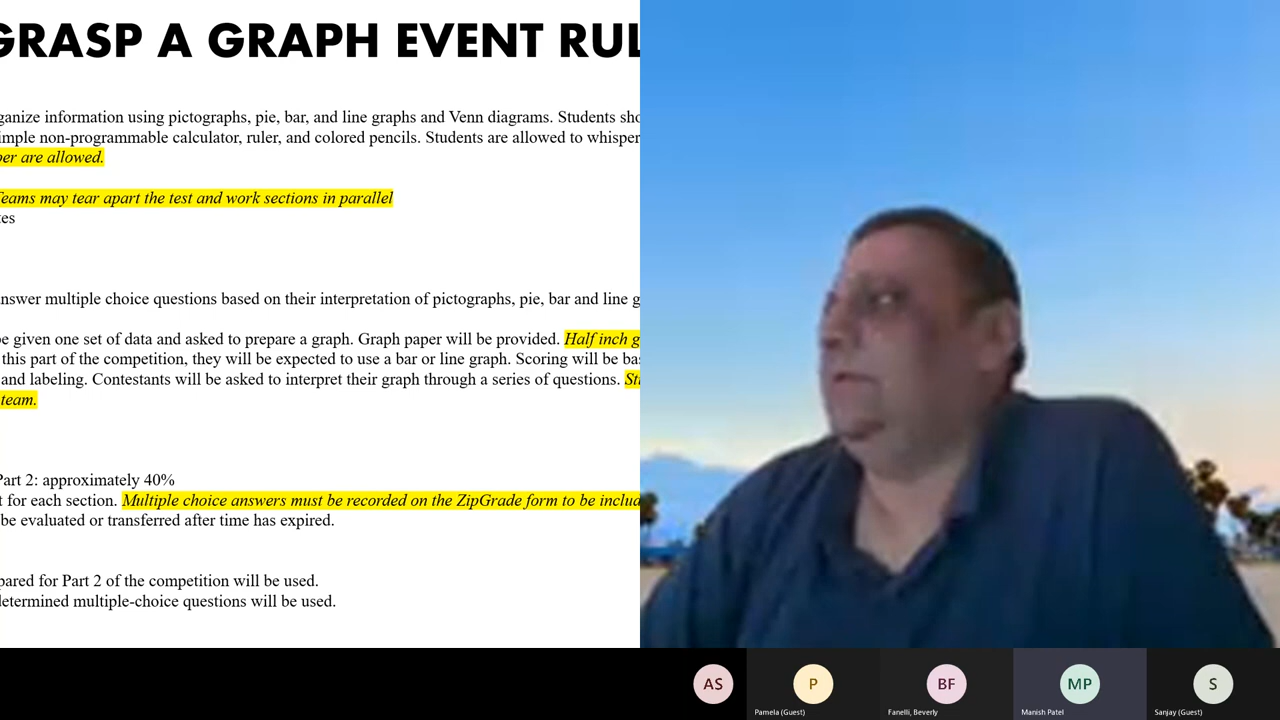 GRASP A GRAPH EVENT RUL
ganize information using pictographs, pie, bar, and line graphs and Venn diagrams. Students sho
imple non-programmable calculator, ruler, and colored pencils. Students are allowed to whisper
per are allowed.
Teams may tear apart the test and work sections in parallel
tes
nswer multiple choice questions based on their interpretation of pictographs, pie, bar and line g
be given one set of data and asked to prepare a graph. Graph paper will be provided. Half inch g
this part of the competition, they will be expected to use a bar or line graph. Scoring will be ba
and labeling. Contestants will be asked to interpret their graph through a series of questions. St
team.
Part 2: approximately 40%
t for each section. Multiple choice answers must be recorded on the ZipGrade form to be includ
be evaluated or transferred after time has expired.
pared for Part 2 of the competition will be used.
determined multiple-choice questions will be used.
AS
P
BF
MP
S
Pamela (Guest)
Fanelli, Beverly
Manish Patel
Sanjay (Guest)